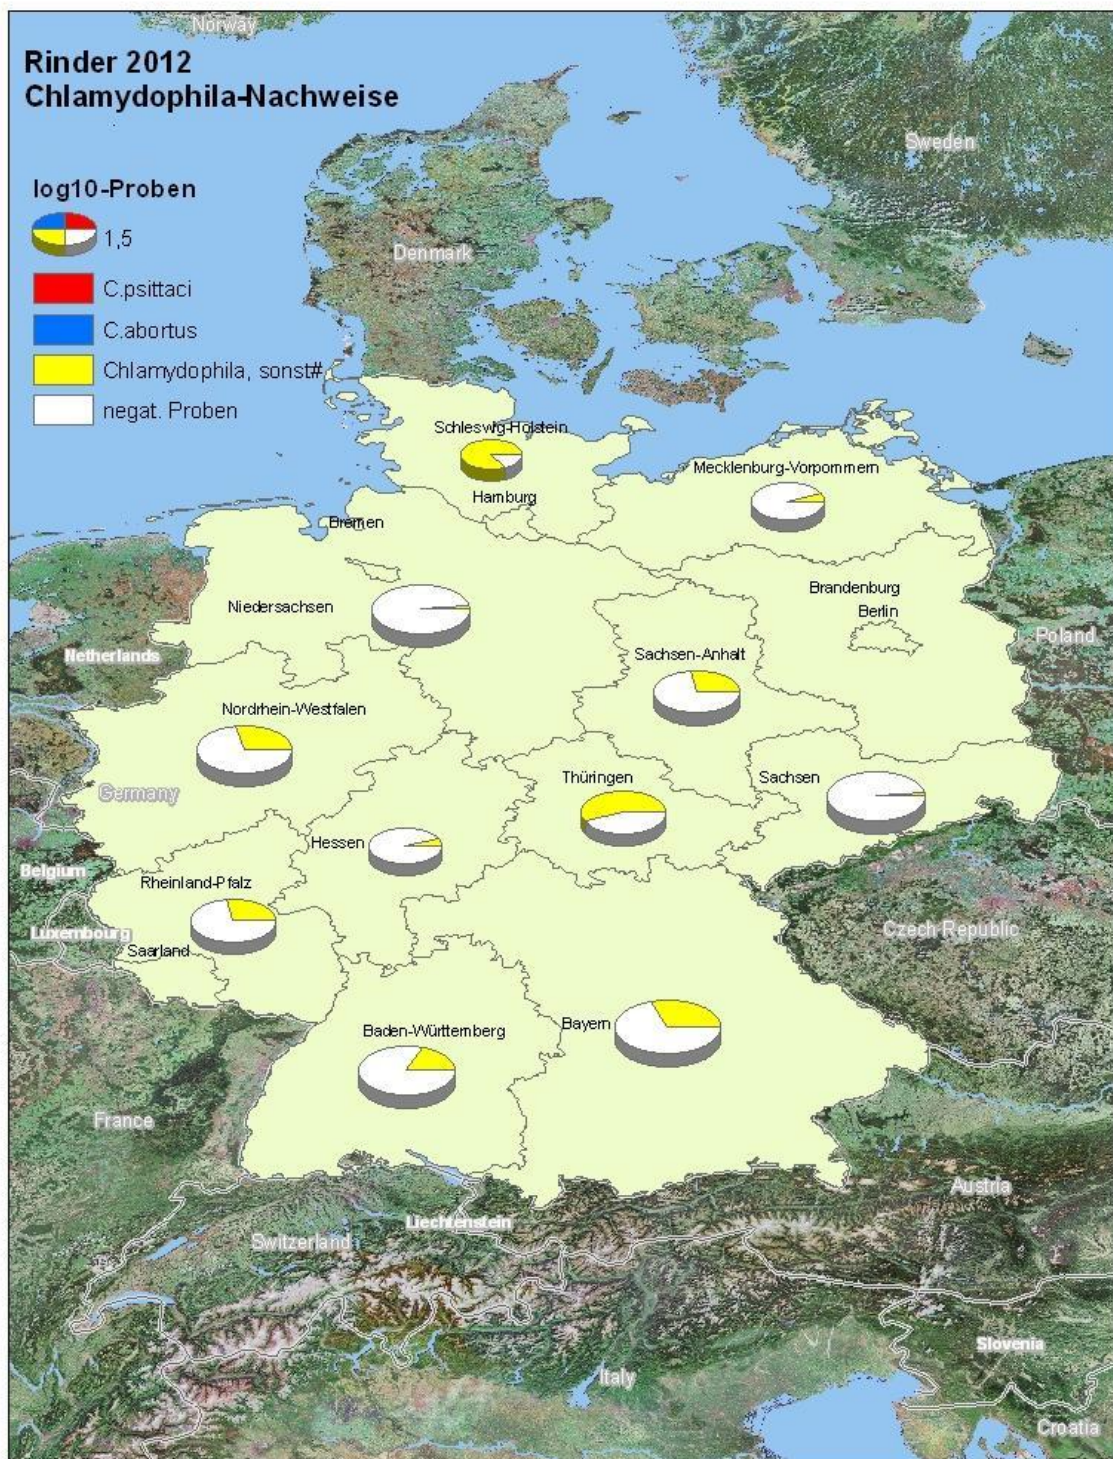 Norway
Rinder 2012
Chlamydophila-Nachweise
Sweden
log10-Proben
1,5
Denmark
C.psittaci
C.abortus
Chlamydophila, sonst#
negat. Proben
Schleswig-Holstein
Mecklenburg-Vorpommern
Hamburg
Bremen
Brandenburg
Niedersachsen
Berlin
Poland
Netherlands
Sachsen-Anhalt
Nordrhein-Westfalen
Thüringen
Sachsen
Germany
Hessen
Belgium
Rheinland-Pfalz
Luxembourg
Czech Republic
Saarland
Bayern
Baden-Württemberg
France
Austria
Liechtenstein
Switzerland
Slovenia
Italy
Croatia